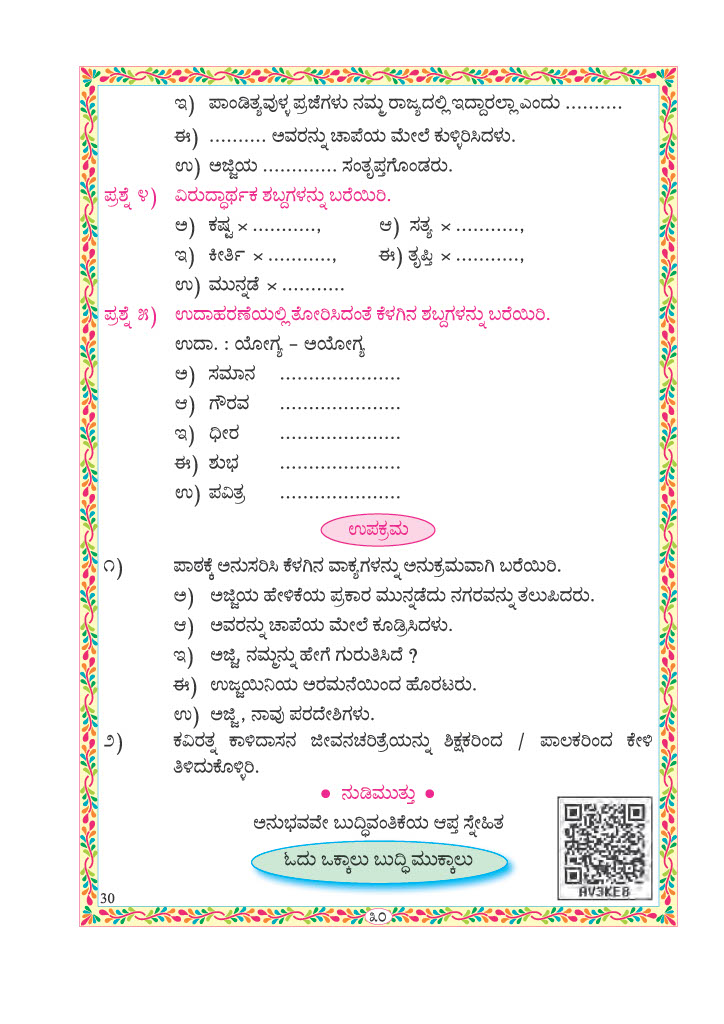 ಇ) ಪಾಂಡಿತ್ಯವುಳ್ಳ ಪ್ರಜೆಗಳು ನಮ್ಮ ರಾಜ್ಯದಲ್ಲಿ ಇದ್ದಾರಲ್ಲಾ ಎಂದು ..........
ಈ) .......... ಅವರನ್ನು ಚಾಪೆಯ ಮೇಲೆ ಕುಳ್ಳಿರಿಸಿದಳು.
ಉ) ಅಜ್ಜಿಯ ............. ಸಂತೃಪ್ತಗೊಂಡರು.
ಪ್ರಶ್ನೆ ೪) ವಿರುದ್ಧಾರ್ಥಕ ಶಬ್ದಗಳನ್ನು ಬರೆಯಿರಿ.
ಅ) ಕಷ್ಟ × ..........., ಆ) ಸತ್ಯ × ...........,
ಇ) ಕೀರ್ತಿ × ..........., ಈ) ತೃಪ್ತಿ × ...........,
ಉ) ಮುನ್ನಡೆ × ...........
ಪ್ರಶ್ನೆ ೫) ಉದಾಹರಣೆಯಲ್ಲಿ ತೋರಿಸಿದಂತೆ ಕೆಳಗಿನ ಶಬ್ದಗಳನ್ನು ಬರೆಯಿರಿ.
ಉದಾ. : ಯೋಗ್ಯ – ಅಯೋಗ್ಯ
ಅ) ಸಮಾನ .....................
ಆ) ಗೌರವ .....................
ಇ) ಧೀರ .....................
ಈ) ಶುಭ .....................
ಉ) ಪವಿತ್ರ .....................
ಉಪಕ್ರಮ
೧) ಪಾಠಕ್ಕೆ ಅನುಸರಿಸಿ ಕೆಳಗಿನ ವಾಕ್ಯಗಳನ್ನು ಅನುಕ್ರಮವಾಗಿ ಬರೆಯಿರಿ.
ಅ) ಅಜ್ಜಿಯ ಹೇಳಿಕೆಯ ಪ್ರಕಾರ ಮುನ್ನಡೆದು ನಗರವನ್ನು ತಲುಪಿದರು.
ಆ) ಅವರನ್ನು ಚಾಪೆಯ ಮೇಲೆ ಕೂಡ್ರಿಸಿದಳು.
ಇ) ಅಜ್ಜಿ, ನಮ್ಮನ್ನು ಹೇಗೆ ಗುರುತಿಸಿದೆ ?
ಈ) ಉಜ್ಜಯಿನಿಯ ಅರಮನೆಯಿಂದ ಹೊರಟರು.
ಉ) ಅಜ್ಜಿ , ನಾವು ಪರದೇಶಿಗಳು.
೨) ಕವಿರತ್ನ ಕಾಳಿದಾಸನ ಜೀವನಚರಿತ್ರೆಯನ್ನು ಶಿಕ್ಷಕರಿಂದ / ಪಾಲಕರಿಂದ ಕೇಳಿ
ತಿಳಿದುಕೊಳ್ಳಿರಿ.
● ನುಡಿಮುತ್ತು ●
ಅನುಭವವೇ ಬುದ್ಧಿವಂತಿಕೆಯ ಆಪ್ತ ಸ್ನೇಹಿತ
ಓದು ಒಕ್ಕಾಲು ಬುದ್ಧಿ ಮುಕ್ಕಾಲು
AV3KE8
30
೩೦